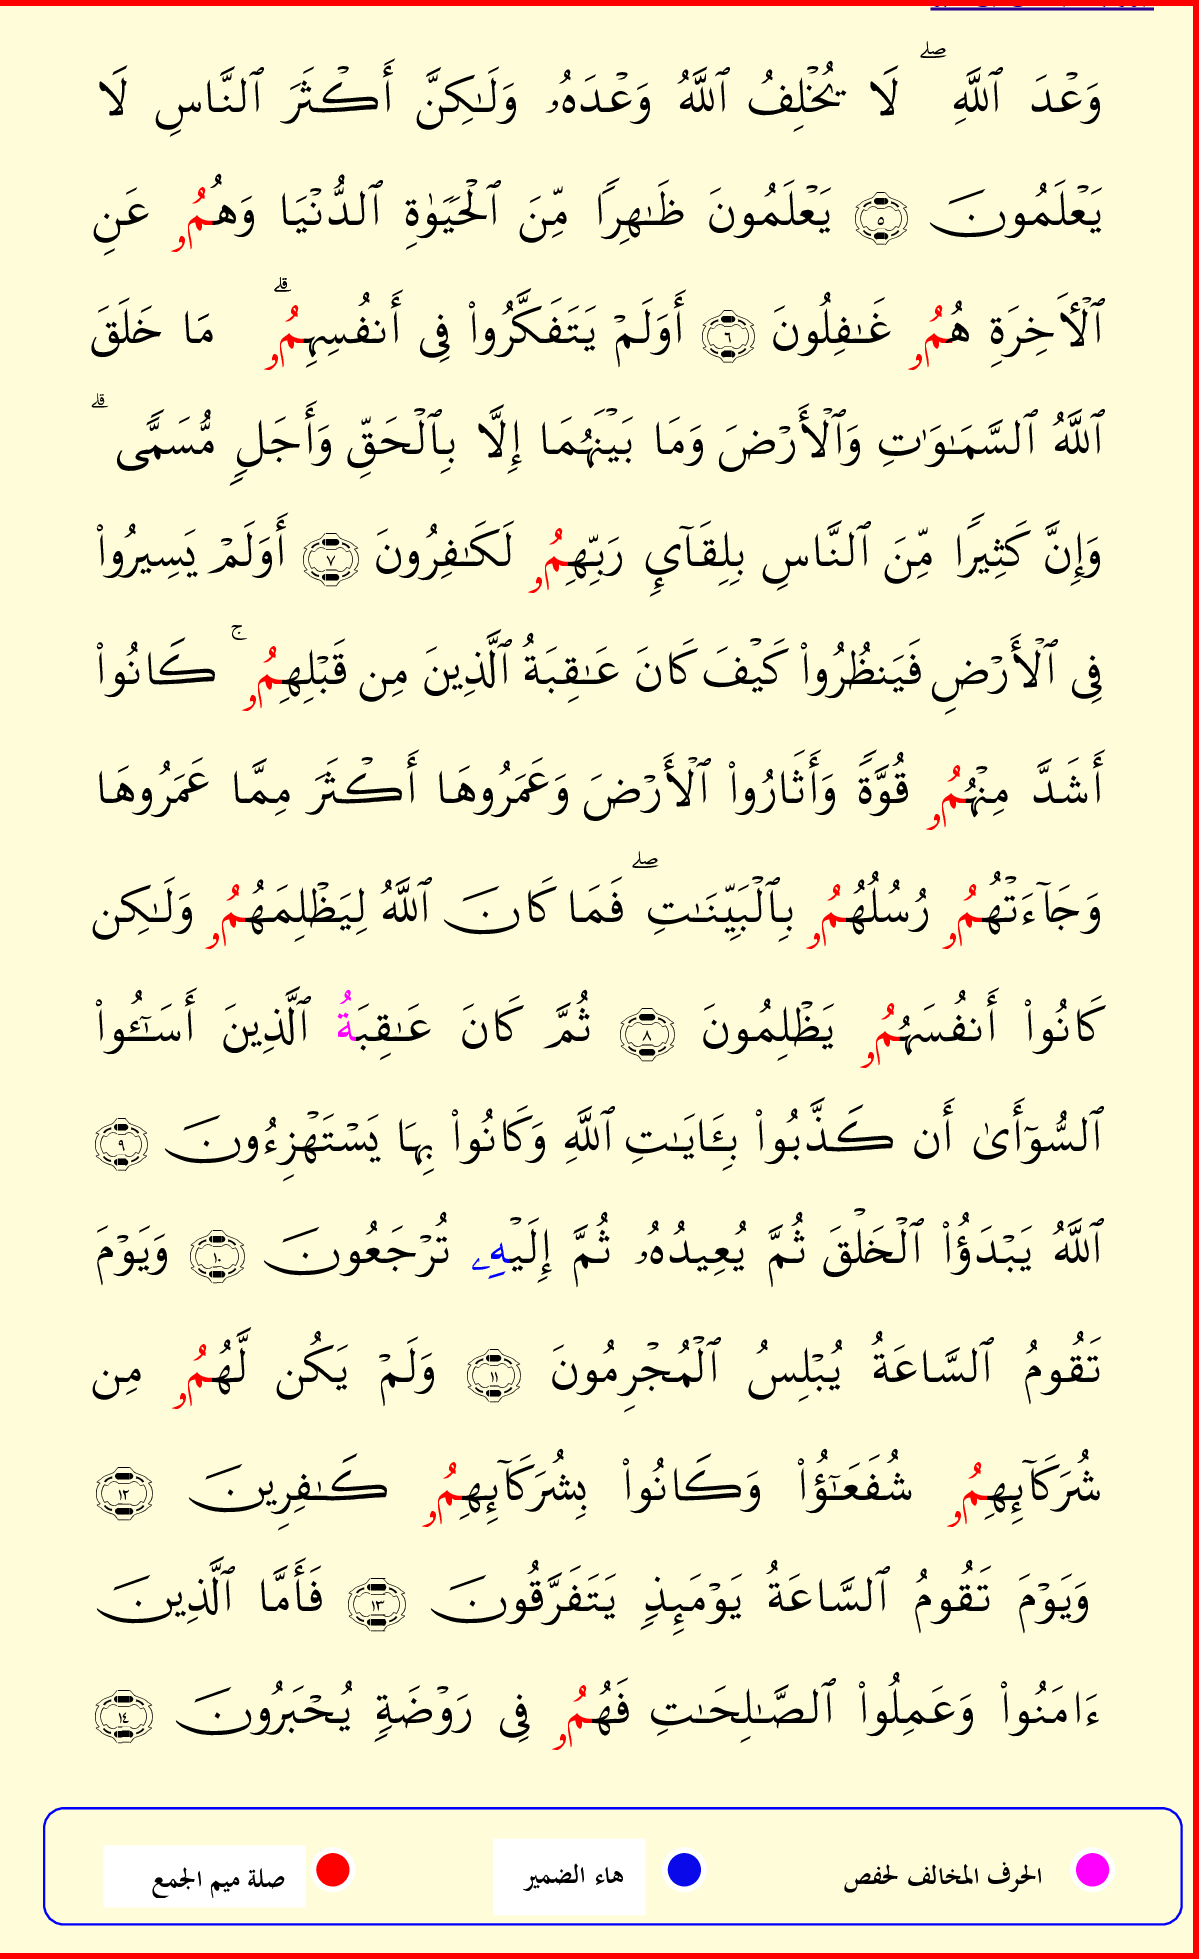 وَعْدَ ٱللَّهِ ۖ لَا يُخْلِفُ ٱللَّهُ وَعْدَهُۥ وَلَـٰكِنَّ أَكْثَرَ ٱلنَّاسِ لَا
يَعْلَمُونَ ٥ يَعْلَمُونَ ظَـٰهِرًا مِّنَ ٱلْحَيَوٰةِ ٱلدُّنْيَا وَهُمُۥ عَنِ
ٱلْأَخِرَةِ هُمُۥ غَـٰفِلُونَ ٦ أَوَلَمْ يَتَفَكَّرُوا۟ فِى أَنفُسِهِمُۥ ۗ مَا خَلَقَ
ٱللَّهُ ٱلسَّمَـٰوَٰتِ وَٱلْأَرْضَ وَمَا بَيْنَهُمَا إِلَّا بِٱلْحَقِّ وَأَجَلٍ مُّسَمًّى ۗ
وَإِنَّ كَثِيرًا مِّنَ ٱلنَّاسِ بِلِقَآئِ رَبِّهِمُۥ لَكَـٰفِرُونَ ٧ أَوَلَمْ يَسِيرُوا۟
فِى ٱلْأَرْضِ فَيَنظُرُوا۟ كَيْفَ كَانَ عَـٰقِبَةُ ٱلَّذِينَ مِن قَبْلِهِمُۥ ۚ كَانُوا۟
أَشَدَّ مِنْهُمُۥ قُوَّةً وَأَثَارُوا۟ ٱلْأَرْضَ وَعَمَرُوهَا أَكْثَرَ مِمَّا عَمَرُوهَا
وَجَآءَتْهُمُۥ رُسُلُهُمُۥ بِٱلْبَيِّنَـٰتِ ۖ فَمَا كَانَ ٱللَّهُ لِيَظْلِمَهُمُۥ وَلَـٰكِن
كَانُوا۟ أَنفُسَهُمُۥ يَظْلِمُونَ ٨ ثُمَّ كَانَ عَـٰقِبَةُ ٱلَّذِينَ أَسَـٰٓـُٔوا۟
ٱلسُّوٓأَىٰ أَن كَذَّبُوا۟ بِـَٔايَـٰتِ ٱللَّهِ وَكَانُوا۟ بِهَا يَسْتَهْزِءُونَ ٩
ٱللَّهُ يَبْدَؤُا۟ ٱلْخَلْقَ ثُمَّ يُعِيدُهُۥ ثُمَّ إِلَيْهِۦ تُرْجَعُونَ ١٠ وَيَوْمَ
تَقُومُ ٱلسَّاعَةُ يُبْلِسُ ٱلْمُجْرِمُونَ ١١ وَلَمْ يَكُن لَّهُمُۥ مِن
شُرَكَآئِهِمُۥ شُفَعَـٰٓؤُا۟ وَكَانُوا۟ بِشُرَكَآئِهِمُۥ كَـٰفِرِينَ ١٢
وَيَوْمَ تَقُومُ ٱلسَّاعَةُ يَوْمَئِذٍ يَتَفَرَّقُونَ ١٣ فَأَمَّا ٱلَّذِينَ
ءَامَنُوا۟ وَعَمِلُوا۟ ٱلصَّـٰلِحَـٰتِ فَهُمُۥ فِى رَوْضَةٍ يُحْبَرُونَ ١٤
الحرف المخالف لحفص هاء الضمير صلة ميم الجمع